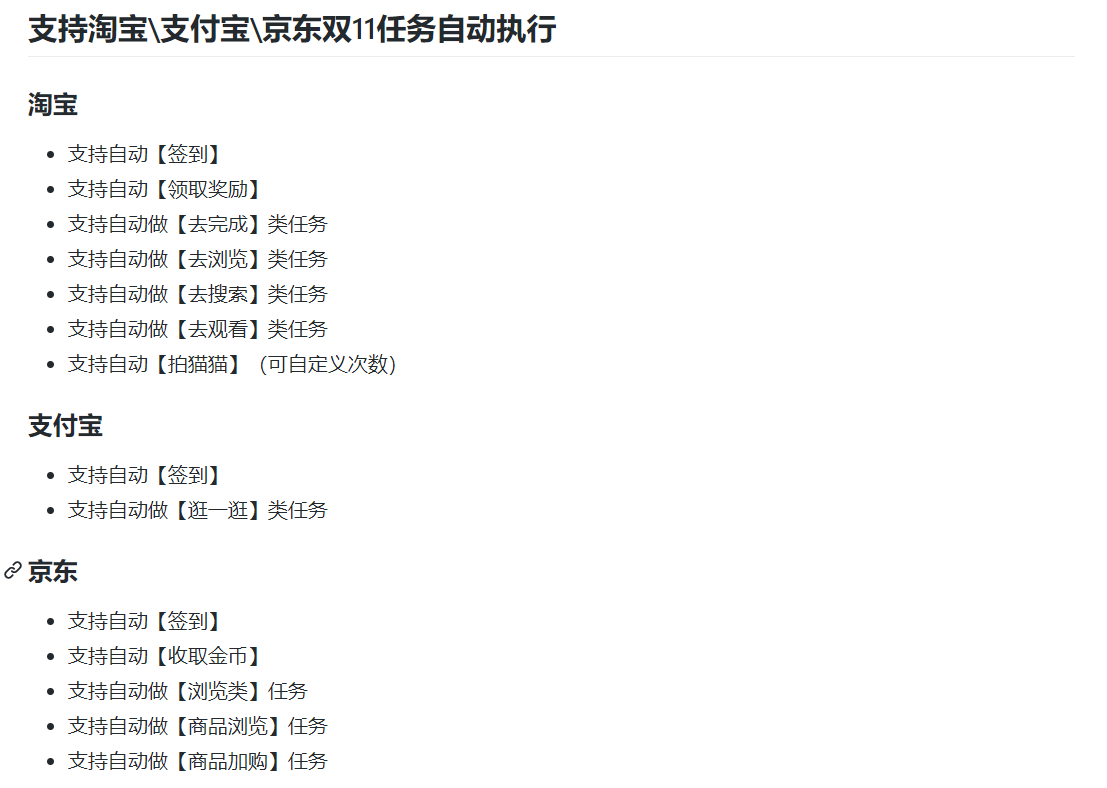 支持淘宝\支付宝\京东双11任务自动执行
淘宝
支持自动【签到】
支持自动【领取奖励】
支持自动做【去完成】类任务
支持自动做【去浏览】类任务
支持自动做【去搜索】类任务
支持自动做【去观看】类任务
支持自动【拍猫猫】（可自定义次数）
支付宝
支持自动【签到】
支持自动做【逛一逛】类任务
京东
支持自动【签到】
支持自动【收取金币】
支持自动做【浏览类】任务
支持自动做【商品浏览】任务
支持自动做【商品加购】任务